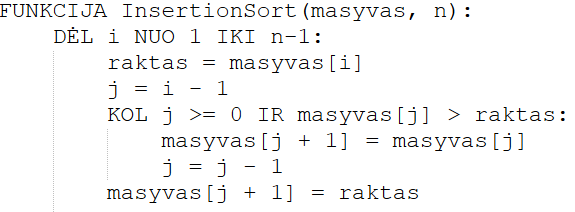 FUNKCIJA InsertionSort(masyvas, n):
    DĖL i NUO 1 IKI n-1:
        raktas = masyvas[i]
        j = i - 1
        KOL j >= 0 IR masyvas[j] > raktas:
            masyvas[j + 1] = masyvas[j]
            j = j - 1
        masyvas[j + 1] = raktas